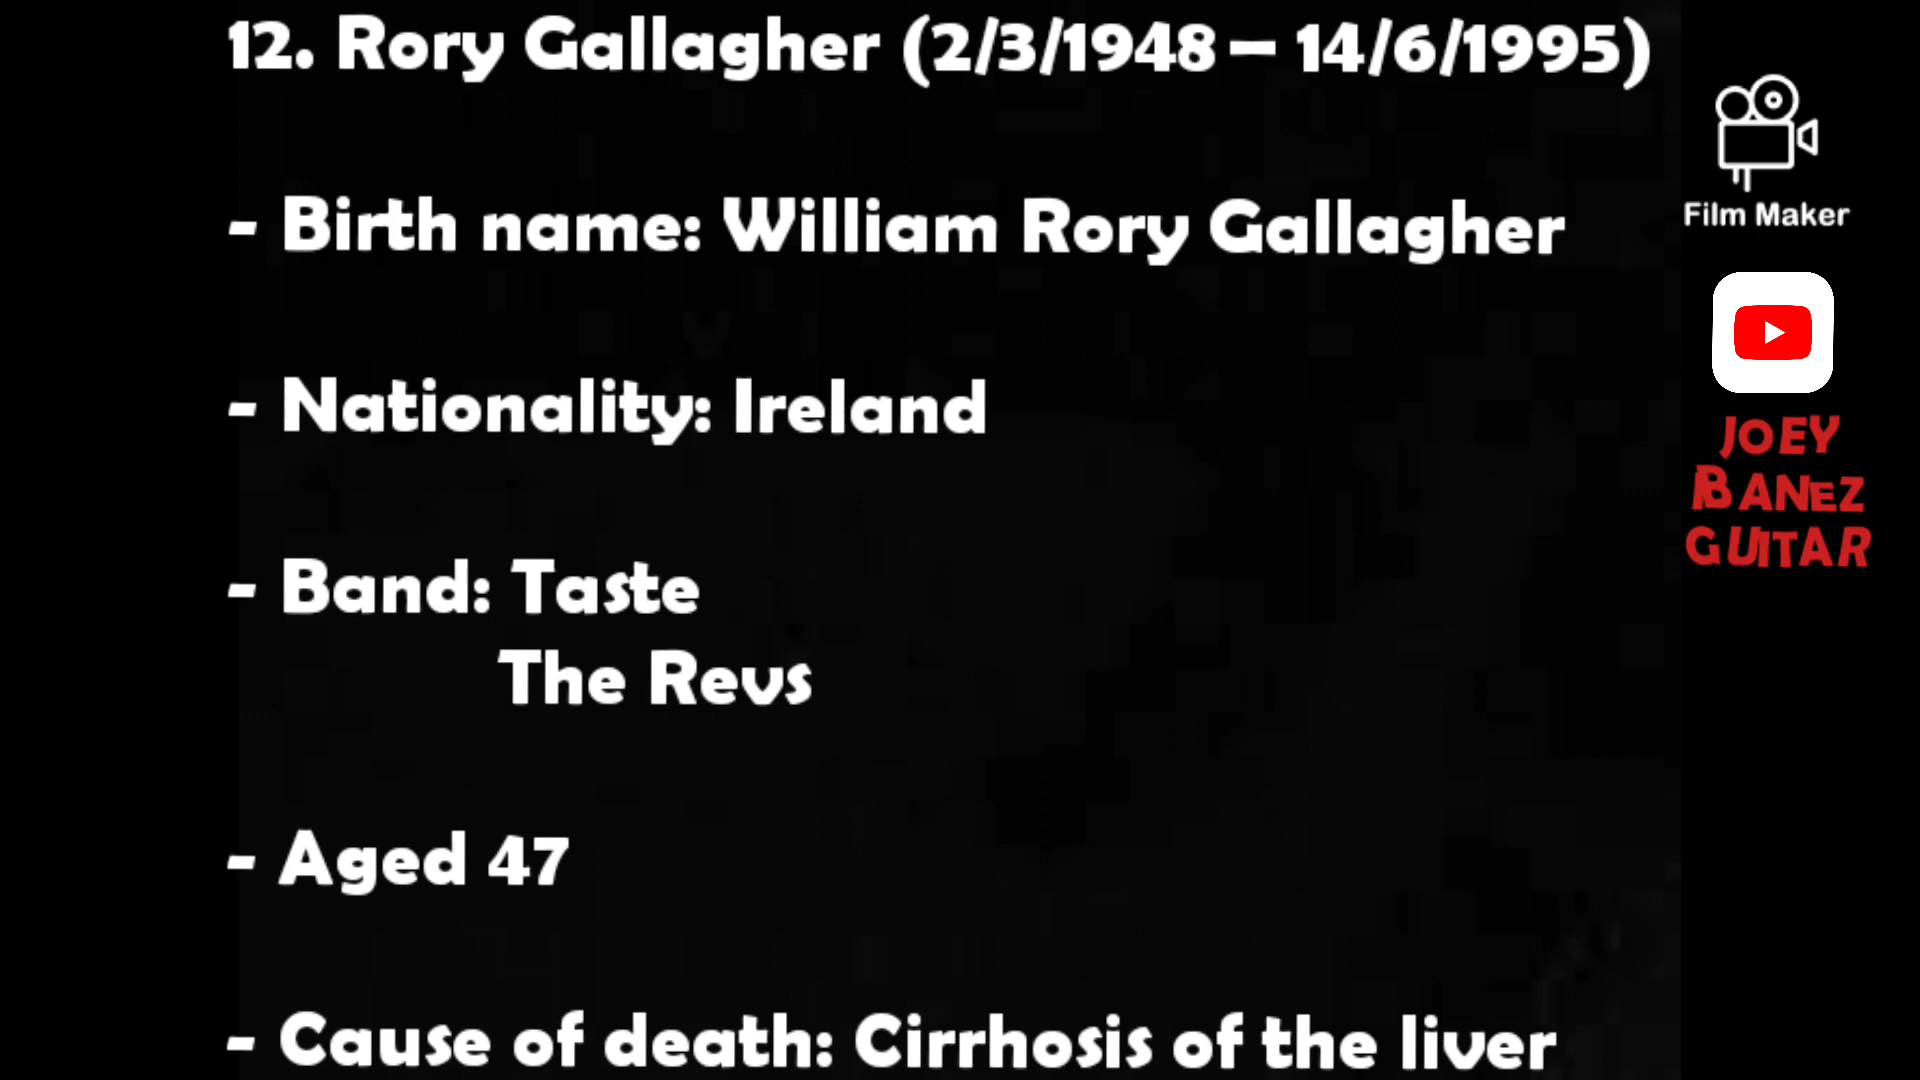 12. Rory Gallagher (2/3/1948 – 14/6/1995)
- Birth name: William Rory Gallagher
- Nationality: Ireland
- Band: Taste
The Revs
- Aged 47
- Cause of death: Cirrhosis of the liver
Film Maker
JOEY
IBANEZ
GUITAR